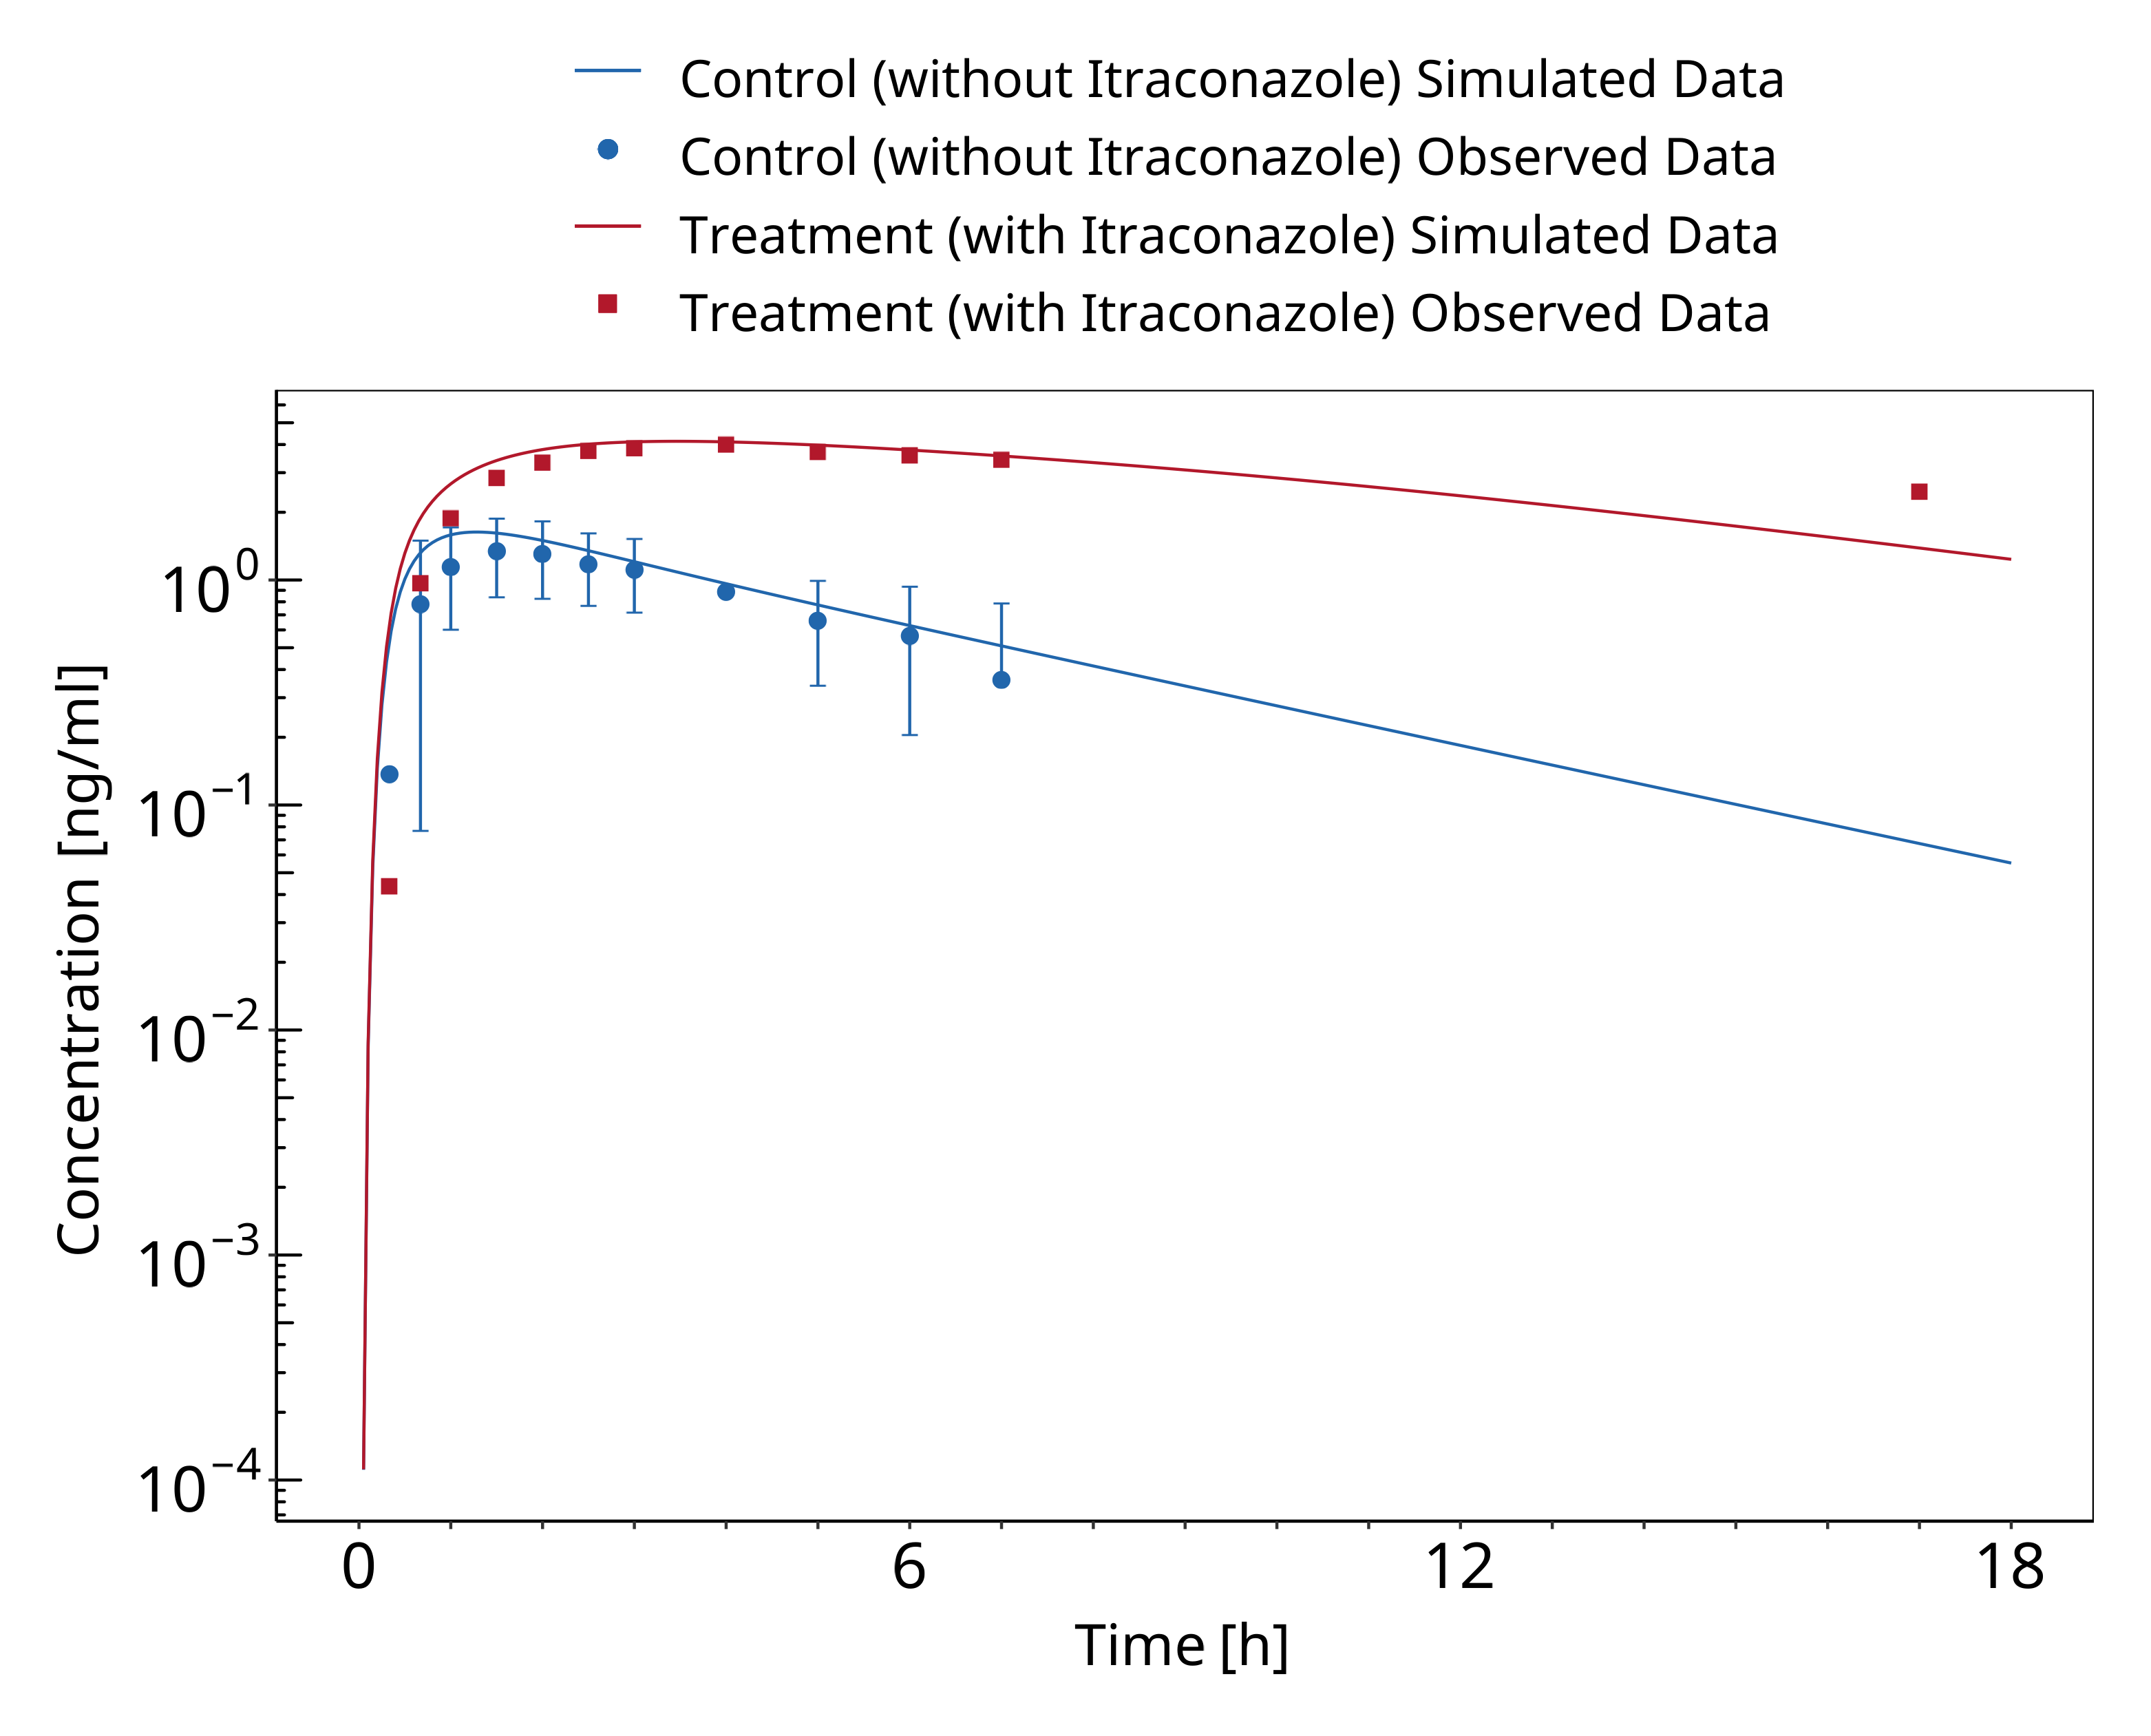 Control (without Itraconazole) Simulated Data
Control (without Itraconazole) Observed Data
Treatment (with Itraconazole) Simulated Data
Treatment (with Itraconazole) Observed Data
Concentration [ng/ml]
10⁰
10⁻¹
10⁻²
10⁻³
10⁻⁴
0 6 12 18
Time [h]